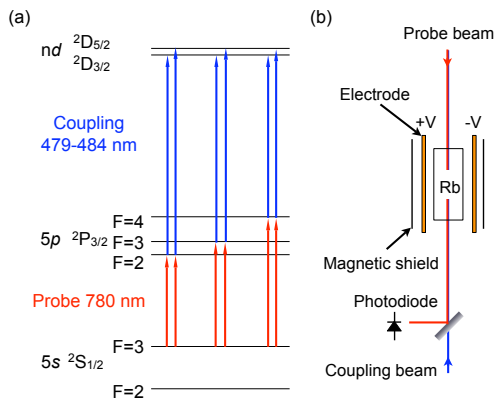 (a)
nd ²D₅/₂
²D₃/₂
Coupling
479-484 nm
F=4
5p ²P₃/₂ F=3
F=2
Probe 780 nm
F=3
5s ²S₁/₂
F=2
(b)
Probe beam
Electrode
+V
-V
Rb
Magnetic shield
Photodiode
Coupling beam